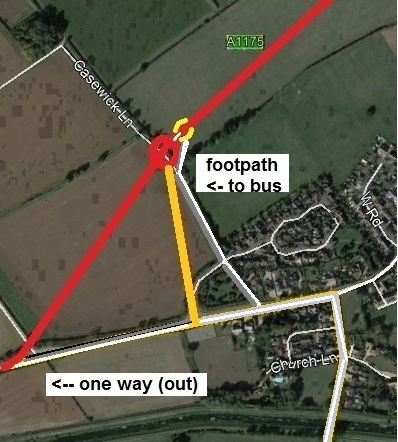 A1175
Casewick-Ln
footpath
<- to bus
W-Rd
Church-Ln
<-- one way (out)